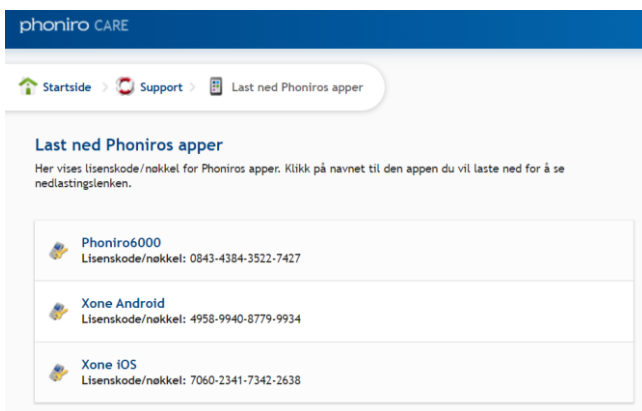 phoniro CARE
Startside > Support > Last ned Phoniros apper
Last ned Phoniros apper
Her vises lisenskode/nøkkel for Phoniros apper. Klikk på navnet til den appen du vil laste ned for å se
nedlastingslenken.
Phoniro6000
Lisenskode/nøkkel: 0843-4384-3522-7427
Xone Android
Lisenskode/nøkkel: 4958-9940-8779-9934
Xone iOS
Lisenskode/nøkkel: 7060-2341-7342-2638